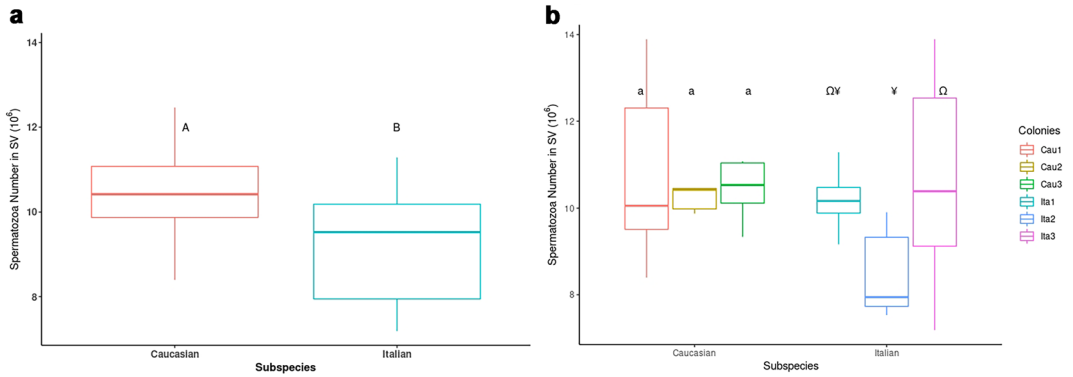 a
14
12
10
8
Spermatozoa Number in SV (10⁶)
A
B
Caucasian Italian
Subspecies
b
14
12
10
8
Spermatozoa Number in SV (10⁶)
a a a Ω¥ ¥ Ω
Caucasian Italian
Subspecies
Colonies
Cau1
Cau2
Cau3
Ita1
Ita2
Ita3